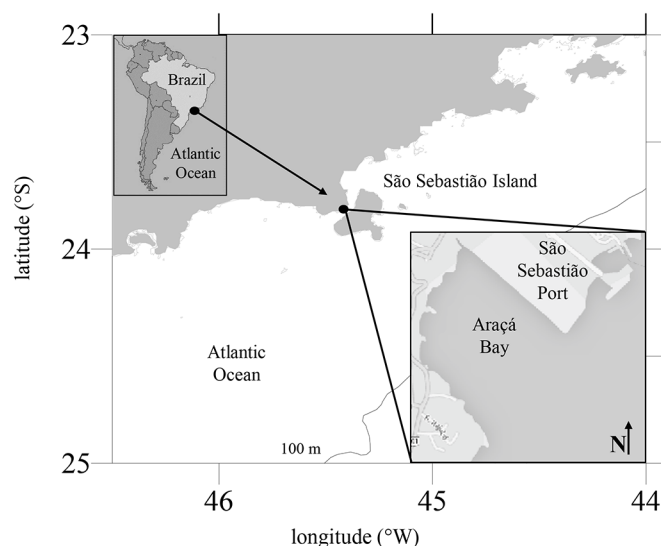 23
Brazil
Atlantic
Ocean
São Sebastião Island
latitude (°S)
24
São
Sebastião
Port
Araçá
Bay
Atlantic
Ocean
100 m
N
25
46
45
44
longitude (°W)